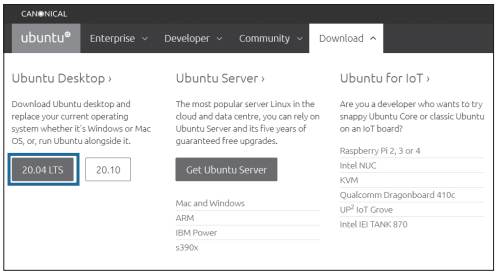 CANONICAL
ubuntu® Enterprise Developer Community Download
Ubuntu Desktop ›
Download Ubuntu desktop and
replace your current operating
system whether it's Windows or Mac
OS, or, run Ubuntu alongside it.
20.04 LTS 20.10
Ubuntu Server ›
The most popular server Linux in the
cloud and data centre, you can rely on
Ubuntu Server and its five years of
guaranteed free upgrades.
Get Ubuntu Server
Mac and Windows
ARM
IBM Power
s390x
Ubuntu for IoT ›
Are you a developer who wants to try
snappy Ubuntu Core or classic Ubuntu
on an IoT board?
Raspberry Pi 2, 3 or 4
Intel NUC
KVM
Qualcomm Dragonboard 410c
UP² IoT Grove
Intel IEI TANK 870